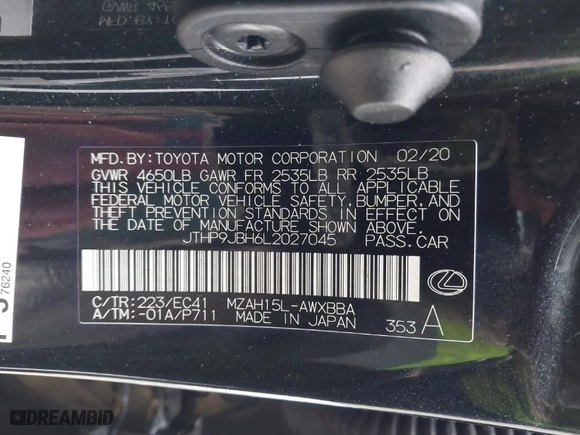 MFD.BY:TOYOTA MOTOR CORPORATION 02/20
GVWR 4650LB GAWR FR 2535LB RR 2535LB
THIS VEHICLE CONFORMS TO ALL APPLICABLE
FEDERAL MOTOR VEHICLE SAFETY, BUMPER, AND
THEFT PREVENTION STANDARDS IN EFFECT ON
THE DATE OF MANUFACTURE SHOWN ABOVE.
JTHP9JBH6L2027045 PASS.CAR
C/TR:223/EC41 MZAH15L-AWXBBA
A/TM:-01A/P711 MADE IN JAPAN 353 A
76240
DREAMBID